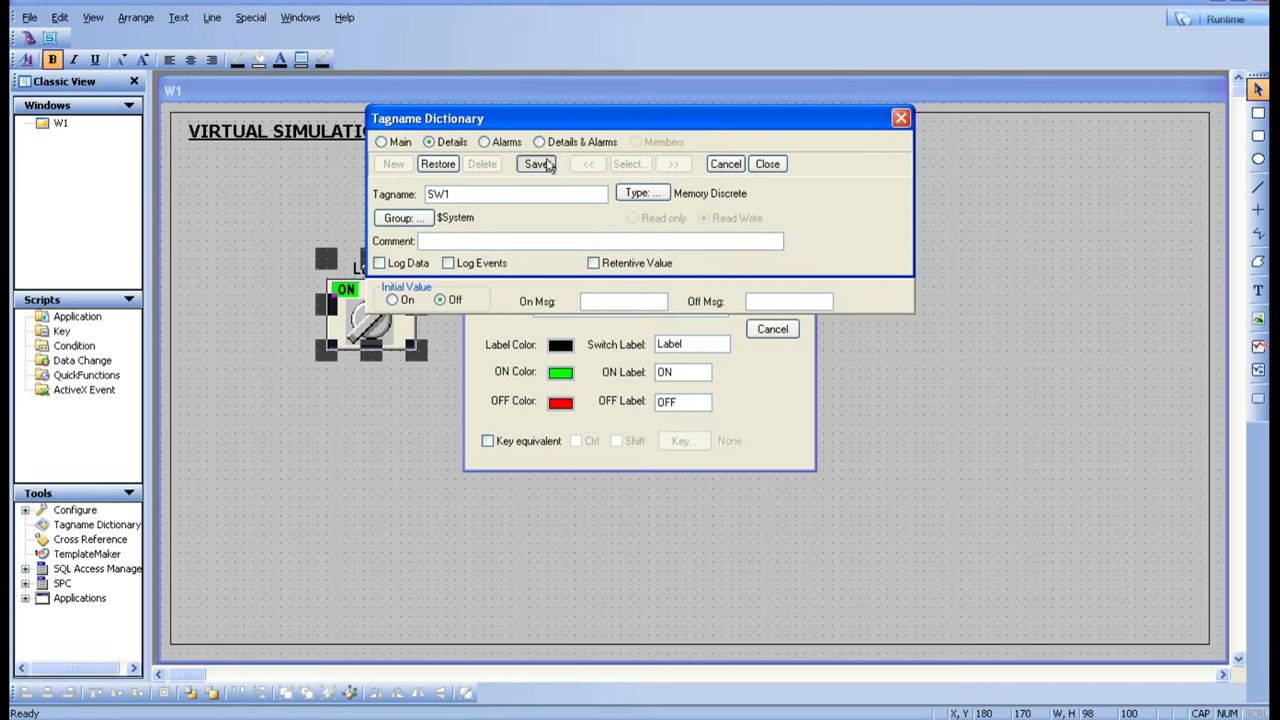 File Edit View Arrange Text Line Special Windows Help
Runtime
B I U A A A
Classic View
W1
Windows
W1
VIRTUAL SIMULATIO
Tagname Dictionary
Main Details Alarms Details & Alarms Members
New Restore Delete Save << Select... >> Cancel Close
Tagname: SW1 Type: ... Memory Discrete
Group: ... $System Read only Read Write
Comment:
Log Data Log Events Retentive Value
Initial Value
On Off On Msg: Off Msg:
ON
Cancel
Label Color: Switch Label: Label
ON Color: ON Label: ON
OFF Color: OFF Label: OFF
Key equivalent Ctrl Shift Key... None
Scripts
Application
Key
Condition
Data Change
QuickFunctions
ActiveX Event
Tools
Configure
Tagname Dictionary
Cross Reference
TemplateMaker
SQL Access Manage
SPC
Applications
Ready X, Y 180 170 W, H 98 100 CAP NUM SCRL